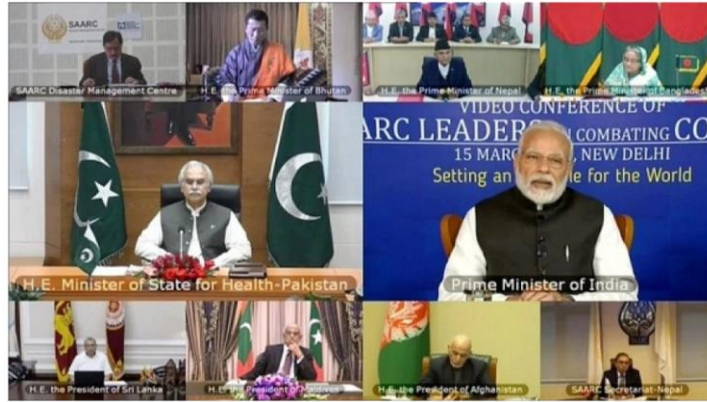 SAARC
SAARC Disaster Management Centre
H.E. the Prime Minister of Bhutan
H.E. the Prime Minister of Nepal
H.E. the Prime Minister of Bangladesh
VIDEO CONFERENCE OF
ARC LEADERS COMBATING CO
15 MAR NEW DELHI
Setting an le for the World
H.E. Minister of State for Health-Pakistan
Prime Minister of India
H.E. the President of Sri Lanka
H.E. the President of Maldives
H.E. the President of Afghanistan
SAARC Secretariat-Nepal